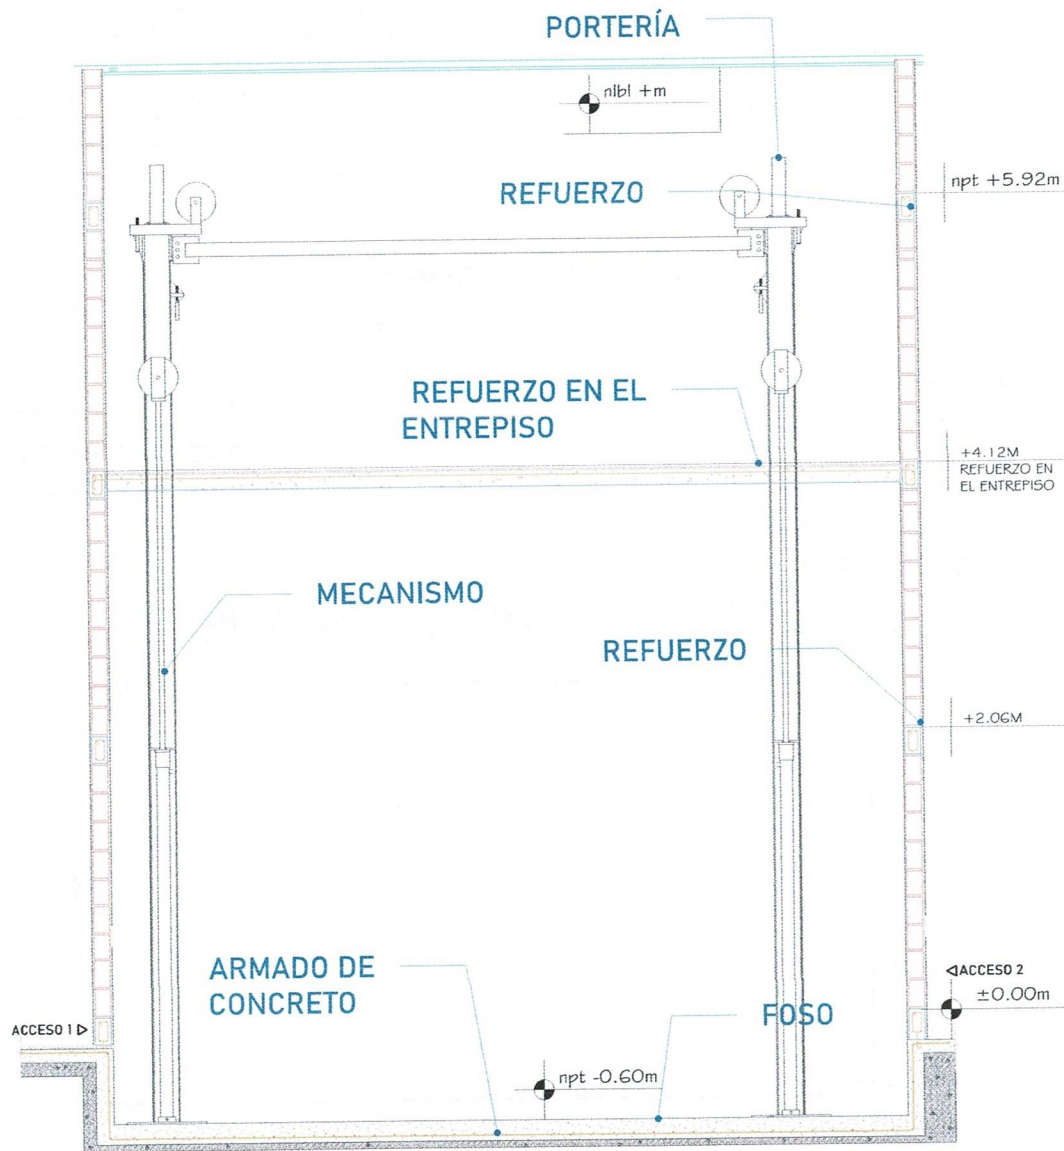 PORTERÍA
nlbl +m
npt +5.92m
REFUERZO
REFUERZO EN EL
ENTREPISO
+4.12M
REFUERZO EN
EL ENTREPISO
MECANISMO
REFUERZO
+2.06M
ARMADO DE
CONCRETO
ACCESO 2
±0.00m
FOSO
ACCESO 1
npt -0.60m